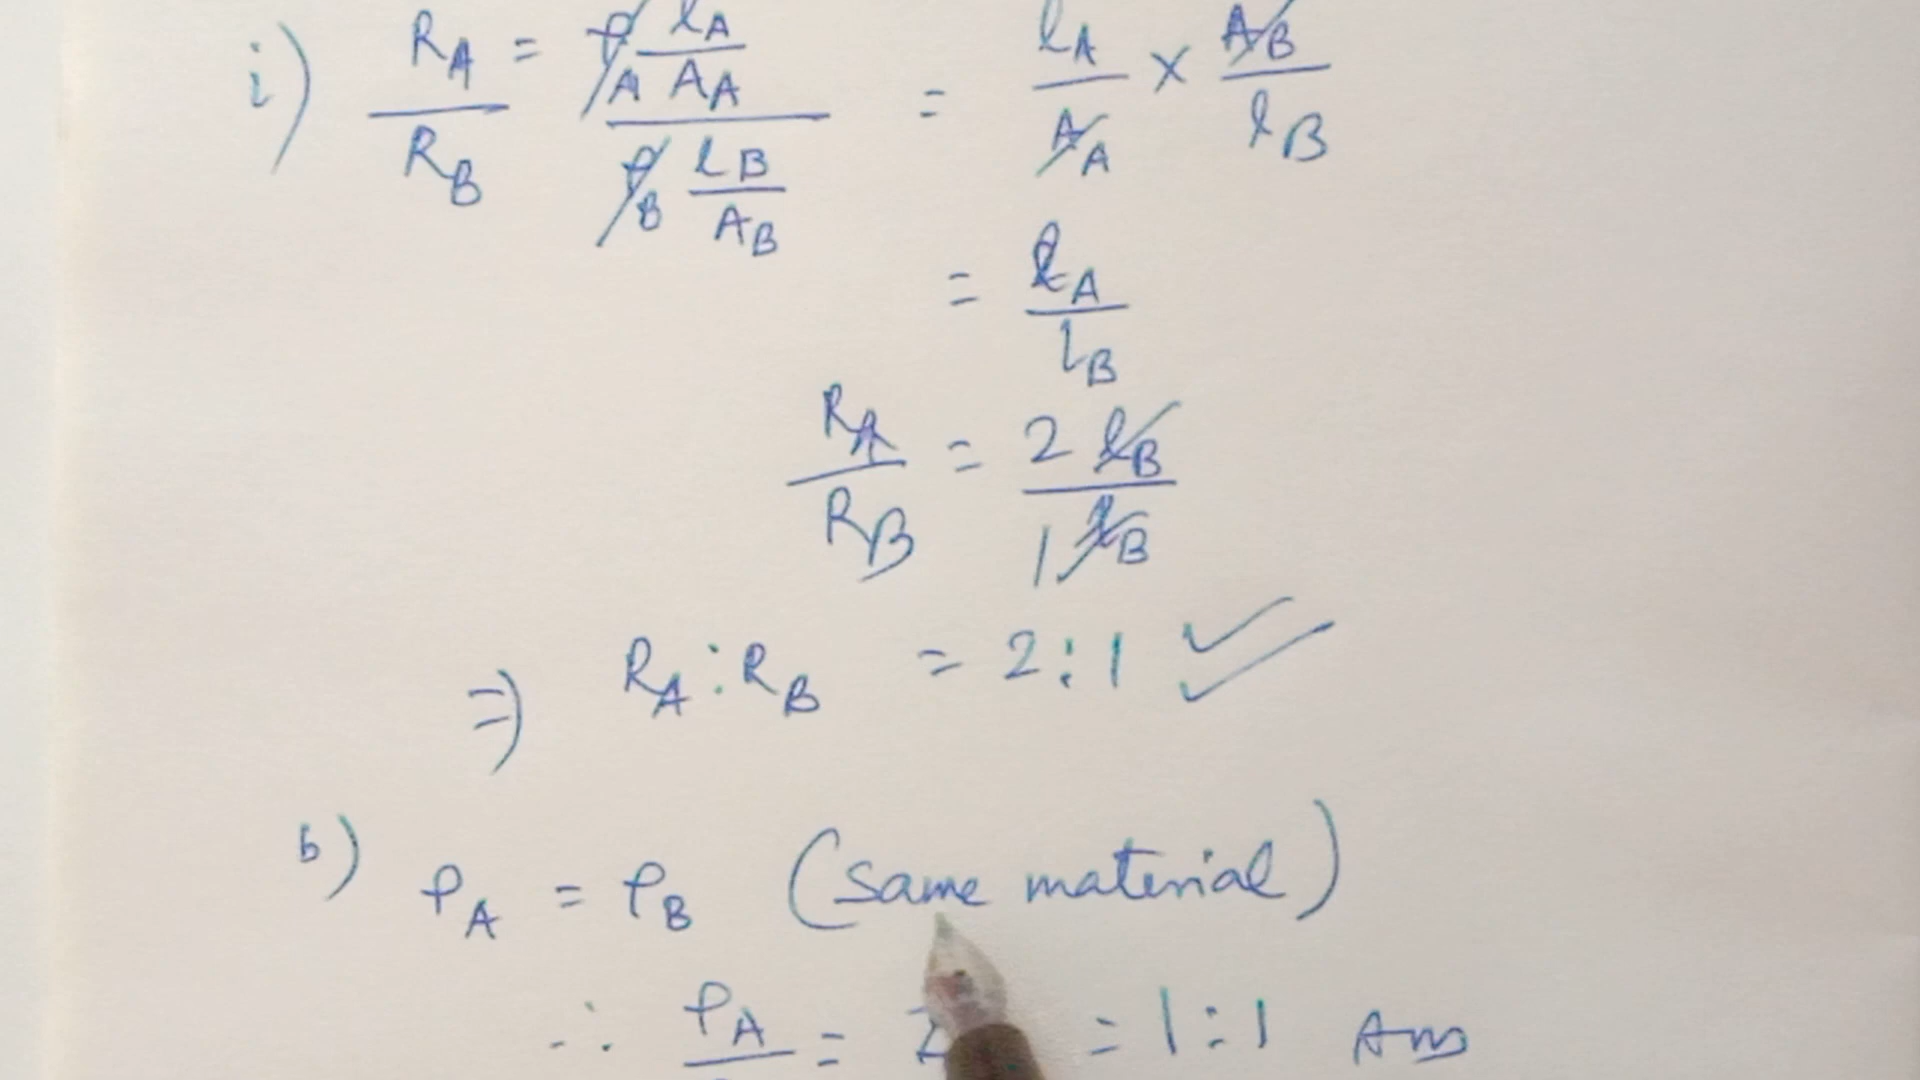 i) R_A / R_B = (ρ_A l_A / A_A) / (ρ_B l_B / A_B) = l_A / A_A × A_B / l_B
= l_A / l_B
R_A / R_B = 2 l_B / 1 l_B
⇒ R_A : R_B = 2 : 1 ✓✓
b) ρ_A = ρ_B (Same material)
∴ ρ_A = = 1 : 1 Ans